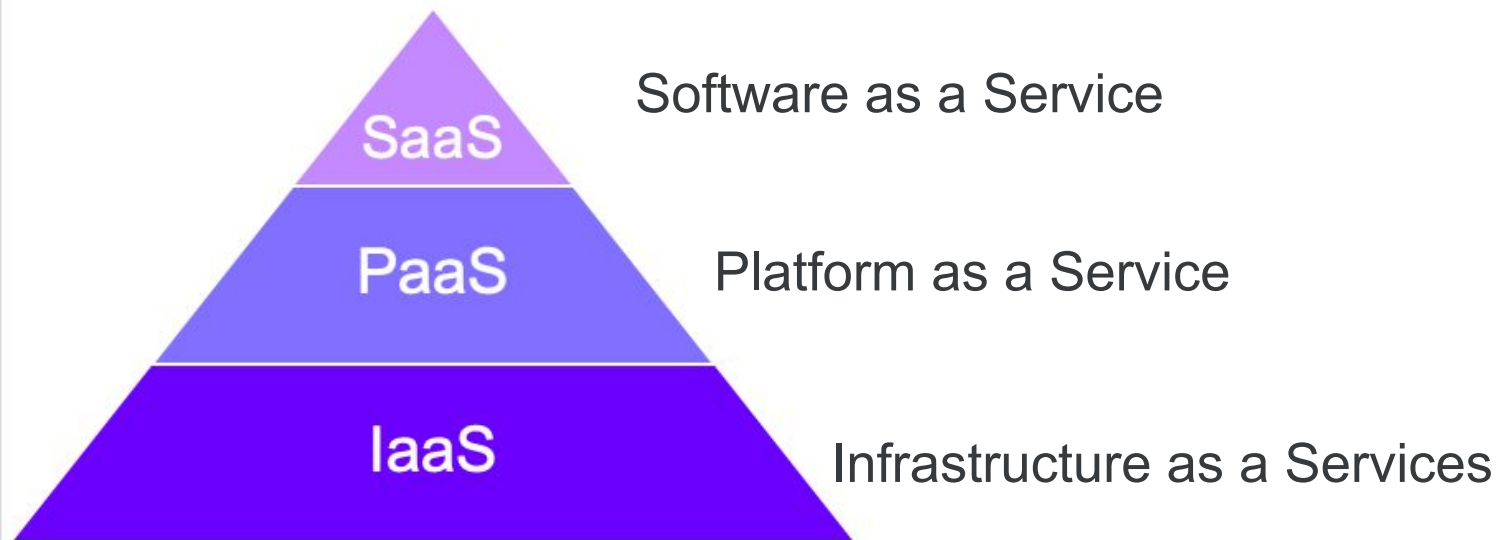 SaaS
Software as a Service
PaaS
Platform as a Service
IaaS
Infrastructure as a Services